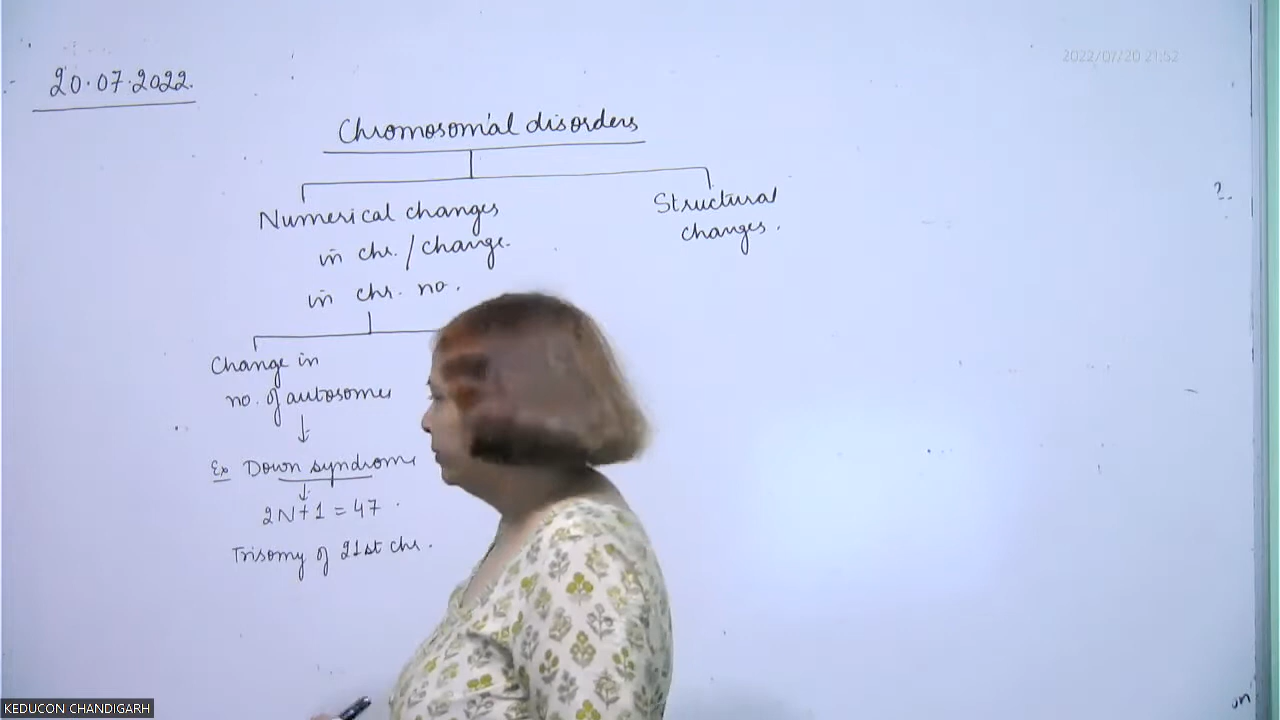 2022/07/20 21:52
20.07.2022.
Chromosomal disorders
Numerical changes
in chr. / change
in chr. no.
Structural
changes.
?
Change in
no. of autosomes
Ex Down syndrome
2N+1 = 47
Trisomy of 21st chr.
KEDUCON CHANDIGARH